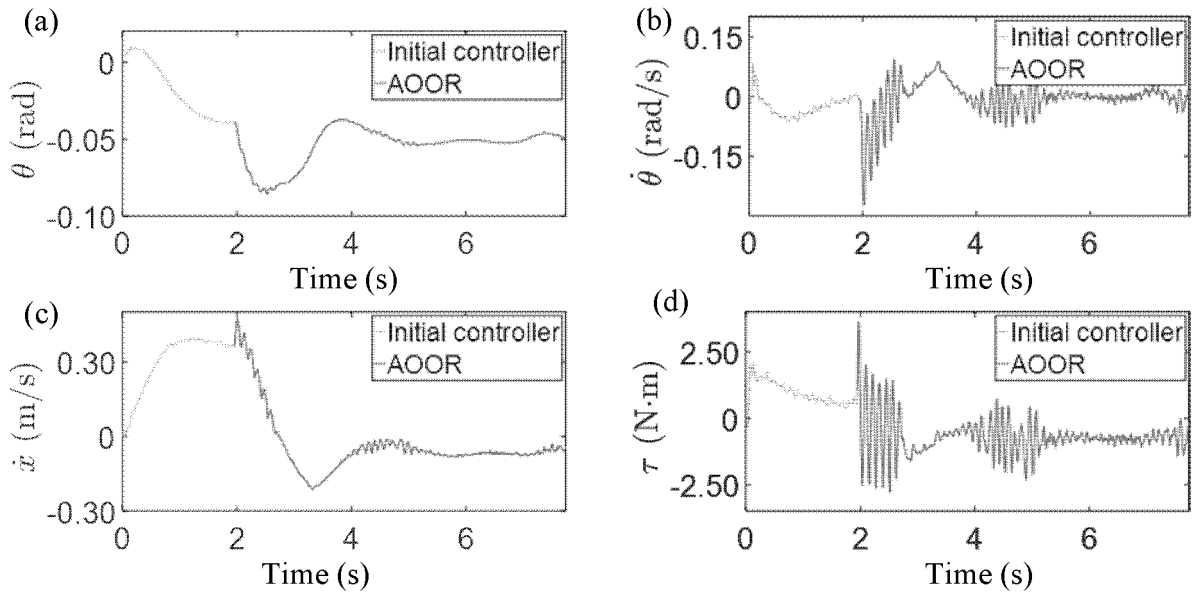 (a)
Initial controller
AOOR
0
-0.05
-0.10
θ (rad)
0
2
4
6
Time (s)
(b)
Initial controller
AOOR
0.15
0
-0.15
θ̇ (rad/s)
0
2
4
6
Time (s)
(c)
Initial controller
AOOR
0.30
0
-0.30
ẋ (m/s)
0
2
4
6
Time (s)
(d)
Initial controller
AOOR
2.50
0
-2.50
τ (N·m)
0
2
4
6
Time (s)